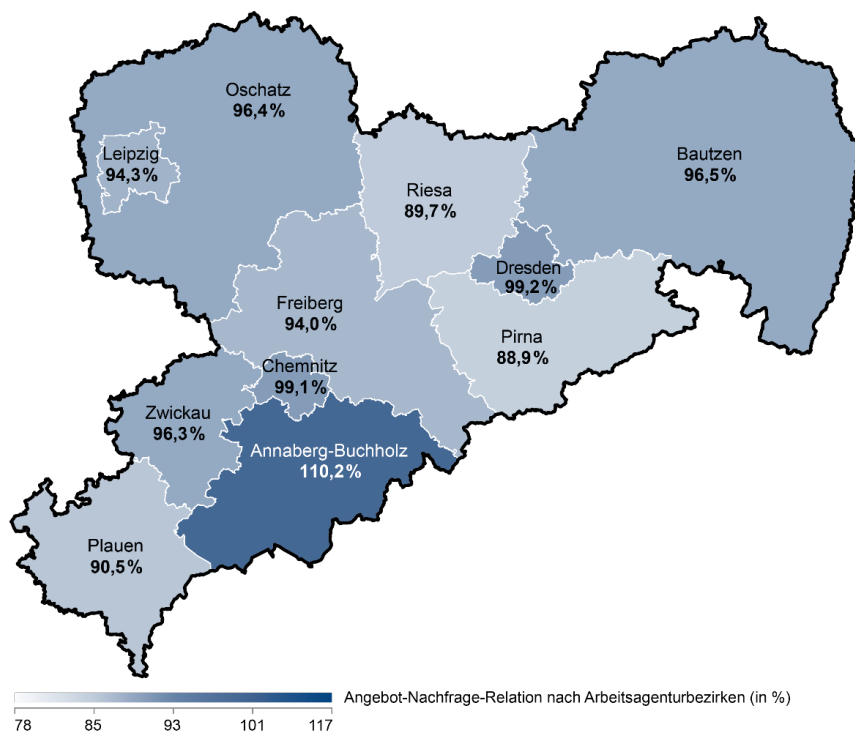 Oschatz
96,4%
Leipzig
94,3%
Bautzen
96,5%
Riesa
89,7%
Dresden
99,2%
Freiberg
94,0%
Pirna
88,9%
Chemnitz
99,1%
Zwickau
96,3%
Annaberg-Buchholz
110,2%
Plauen
90,5%
Angebot-Nachfrage-Relation nach Arbeitsagenturbezirken (in %)
78 85 93 101 117